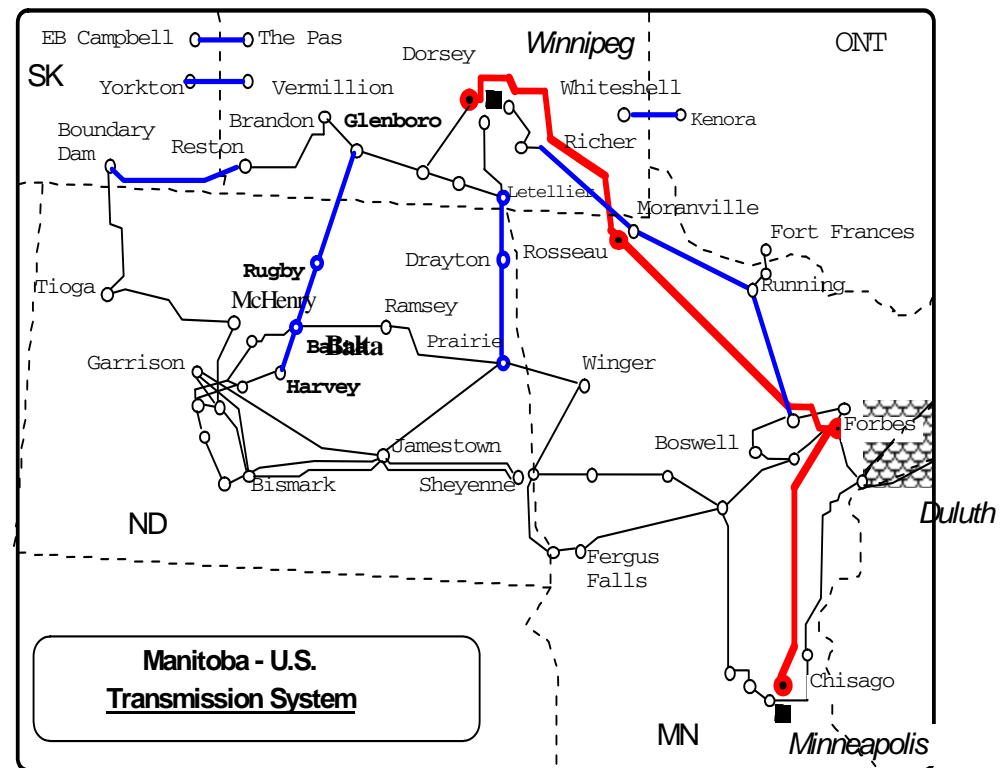 EB Campbell
The Pas
Winnipeg
ONT
Dorsey
SK
Yorkton
Vermillion
Whiteshell
Brandon
Glenboro
Kenora
Boundary
Dam
Reston
Richer
Letellier
Moranville
Fort Frances
Rugby
Drayton
Rosseau
Running
Tioga
McHenry
Ramsey
Balta
Prairie
Garrison
Harvey
Winger
Forbes
Boswell
Jamestown
Bismark
Sheyenne
Duluth
ND
Fergus
Falls
Manitoba - U.S.
Transmission System
Chisago
MN
Minneapolis